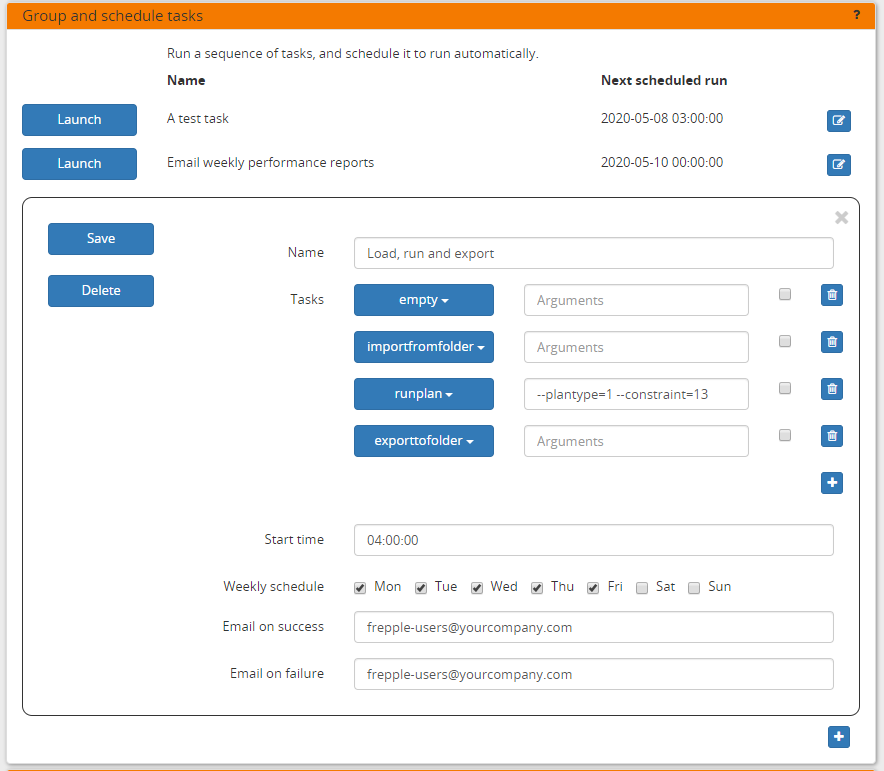 Group and schedule tasks ?
Run a sequence of tasks, and schedule it to run automatically.
Name Next scheduled run
Launch A test task 2020-05-08 03:00:00
Launch Email weekly performance reports 2020-05-10 00:00:00
Save
Name Load, run and export
Delete
Tasks empty Arguments
importfromfolder Arguments
runplan --plantype=1 --constraint=13
exporttofolder Arguments
Start time 04:00:00
Weekly schedule Mon Tue Wed Thu Fri Sat Sun
Email on success frepple-users@yourcompany.com
Email on failure frepple-users@yourcompany.com